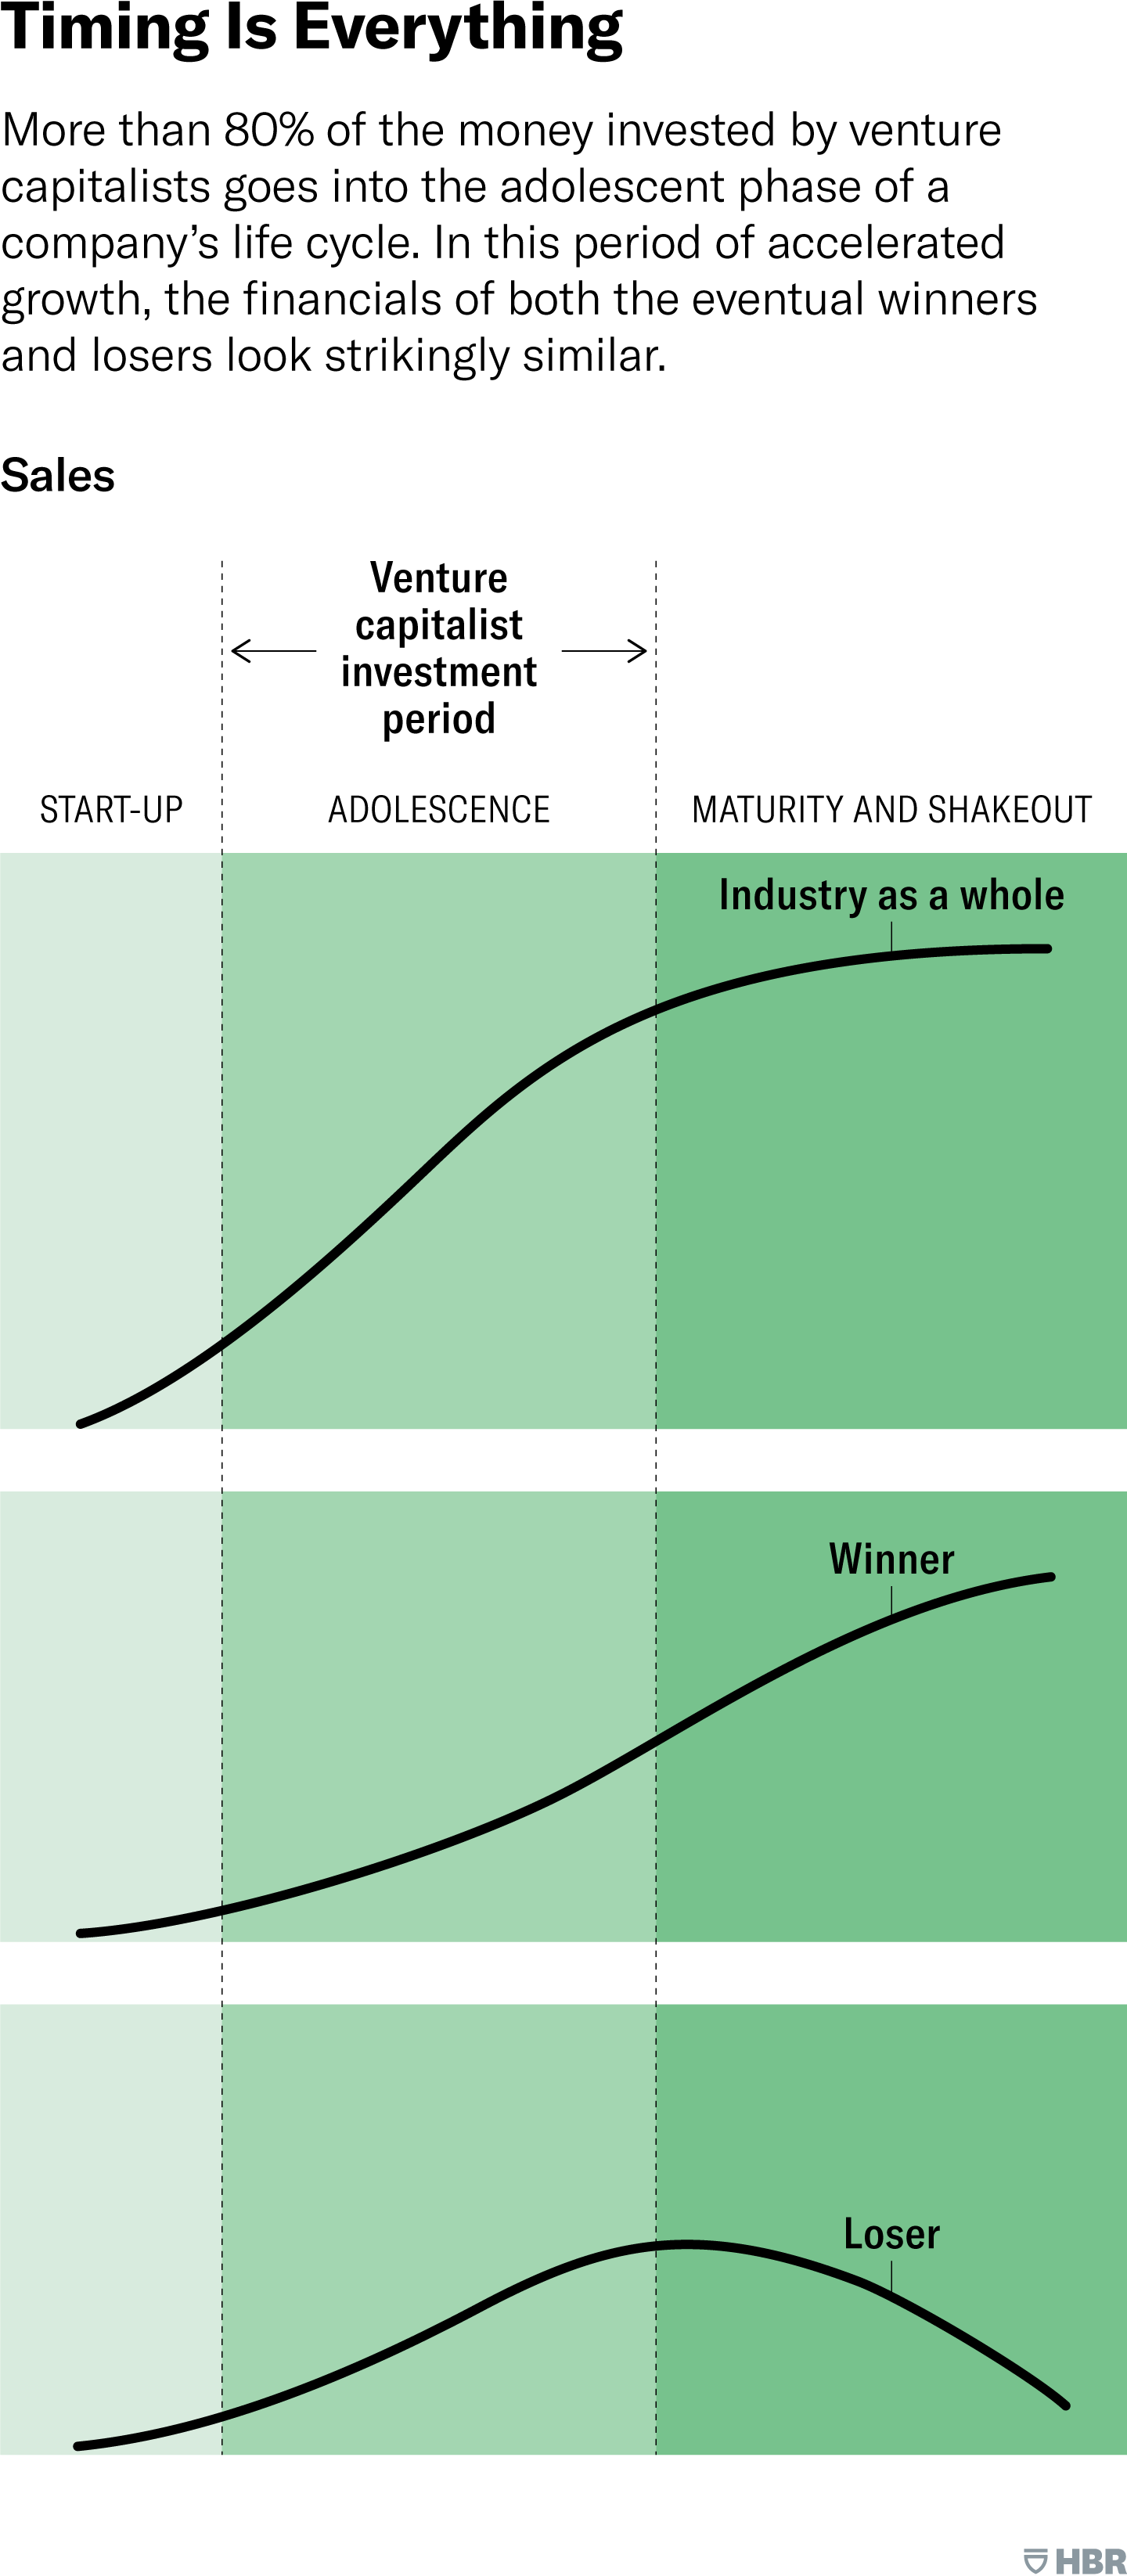 Timing Is Everything
More than 80% of the money invested by venture
capitalists goes into the adolescent phase of a
company’s life cycle. In this period of accelerated
growth, the financials of both the eventual winners
and losers look strikingly similar.
Sales
Venture
capitalist
investment
period
START-UP
ADOLESCENCE
MATURITY AND SHAKEOUT
Industry as a whole
Winner
Loser
HBR